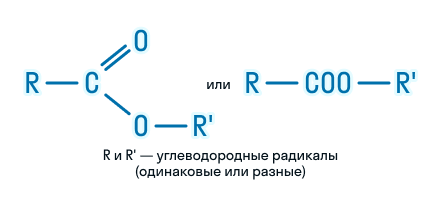 O
R — C или R — COO — R'
O — R'
R и R' — углеводородные радикалы
(одинаковые или разные)